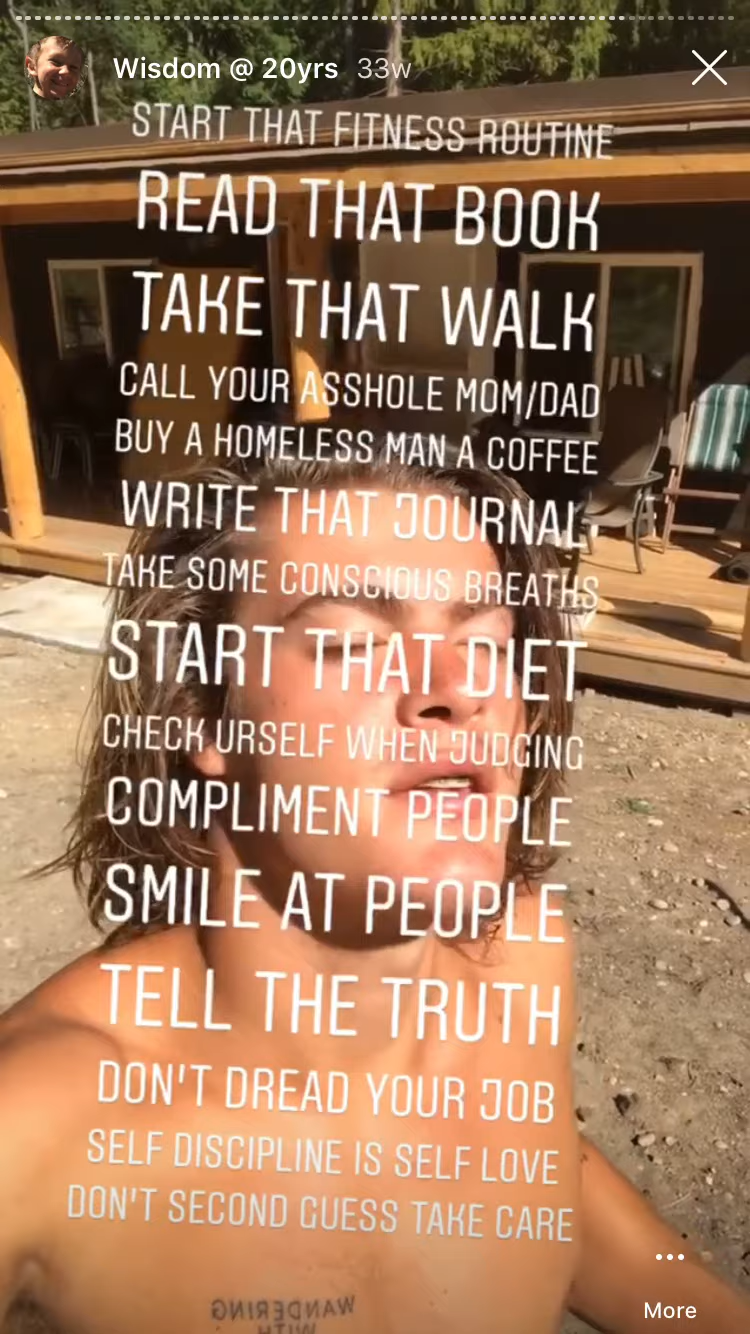 Wisdom @ 20yrs 33w
START THAT FITNESS ROUTINE
READ THAT BOOK
TAKE THAT WALK
CALL YOUR ASSHOLE MOM/DAD
BUY A HOMELESS MAN A COFFEE
WRITE THAT JOURNAL
TAKE SOME CONSCIOUS BREATHS
START THAT DIET
CHECK URSELF WHEN JUDGING
COMPLIMENT PEOPLE
SMILE AT PEOPLE
TELL THE TRUTH
DON'T DREAD YOUR JOB
SELF DISCIPLINE IS SELF LOVE
DON'T SECOND GUESS TAKE CARE
WANDERING
WITH
More